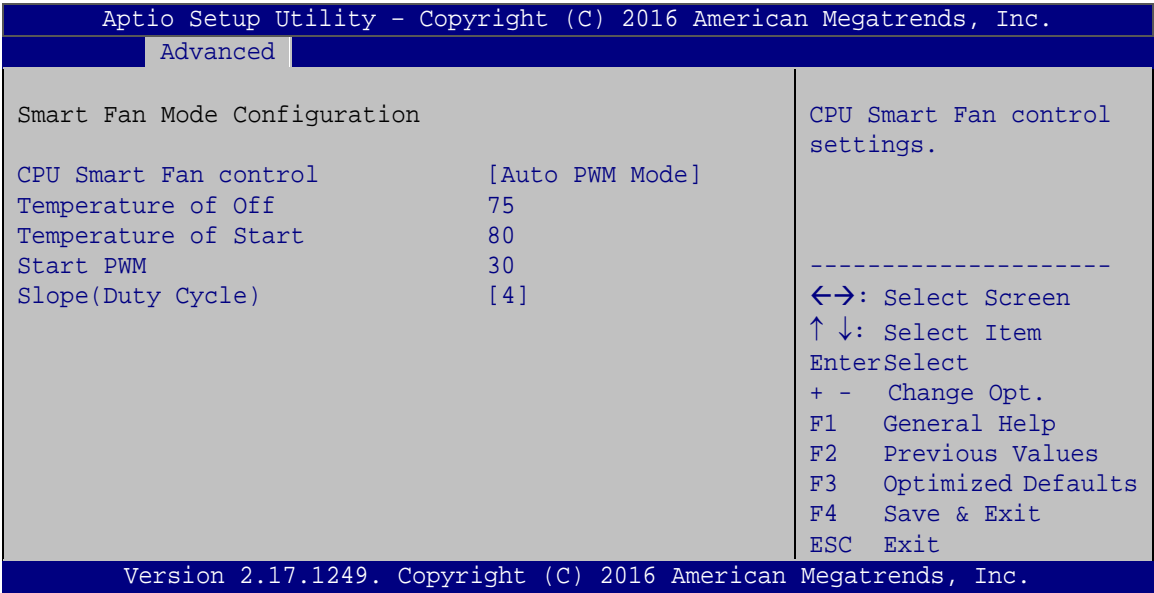 Aptio Setup Utility – Copyright (C) 2016 American Megatrends, Inc.
Advanced
Smart Fan Mode Configuration
CPU Smart Fan control [Auto PWM Mode]
Temperature of Off 75
Temperature of Start 80
Start PWM 30
Slope(Duty Cycle) [4]
CPU Smart Fan control
settings.
---------------------
←→: Select Screen
↑ ↓: Select Item
EnterSelect
+ - Change Opt.
F1 General Help
F2 Previous Values
F3 Optimized Defaults
F4 Save & Exit
ESC Exit
Version 2.17.1249. Copyright (C) 2016 American Megatrends, Inc.